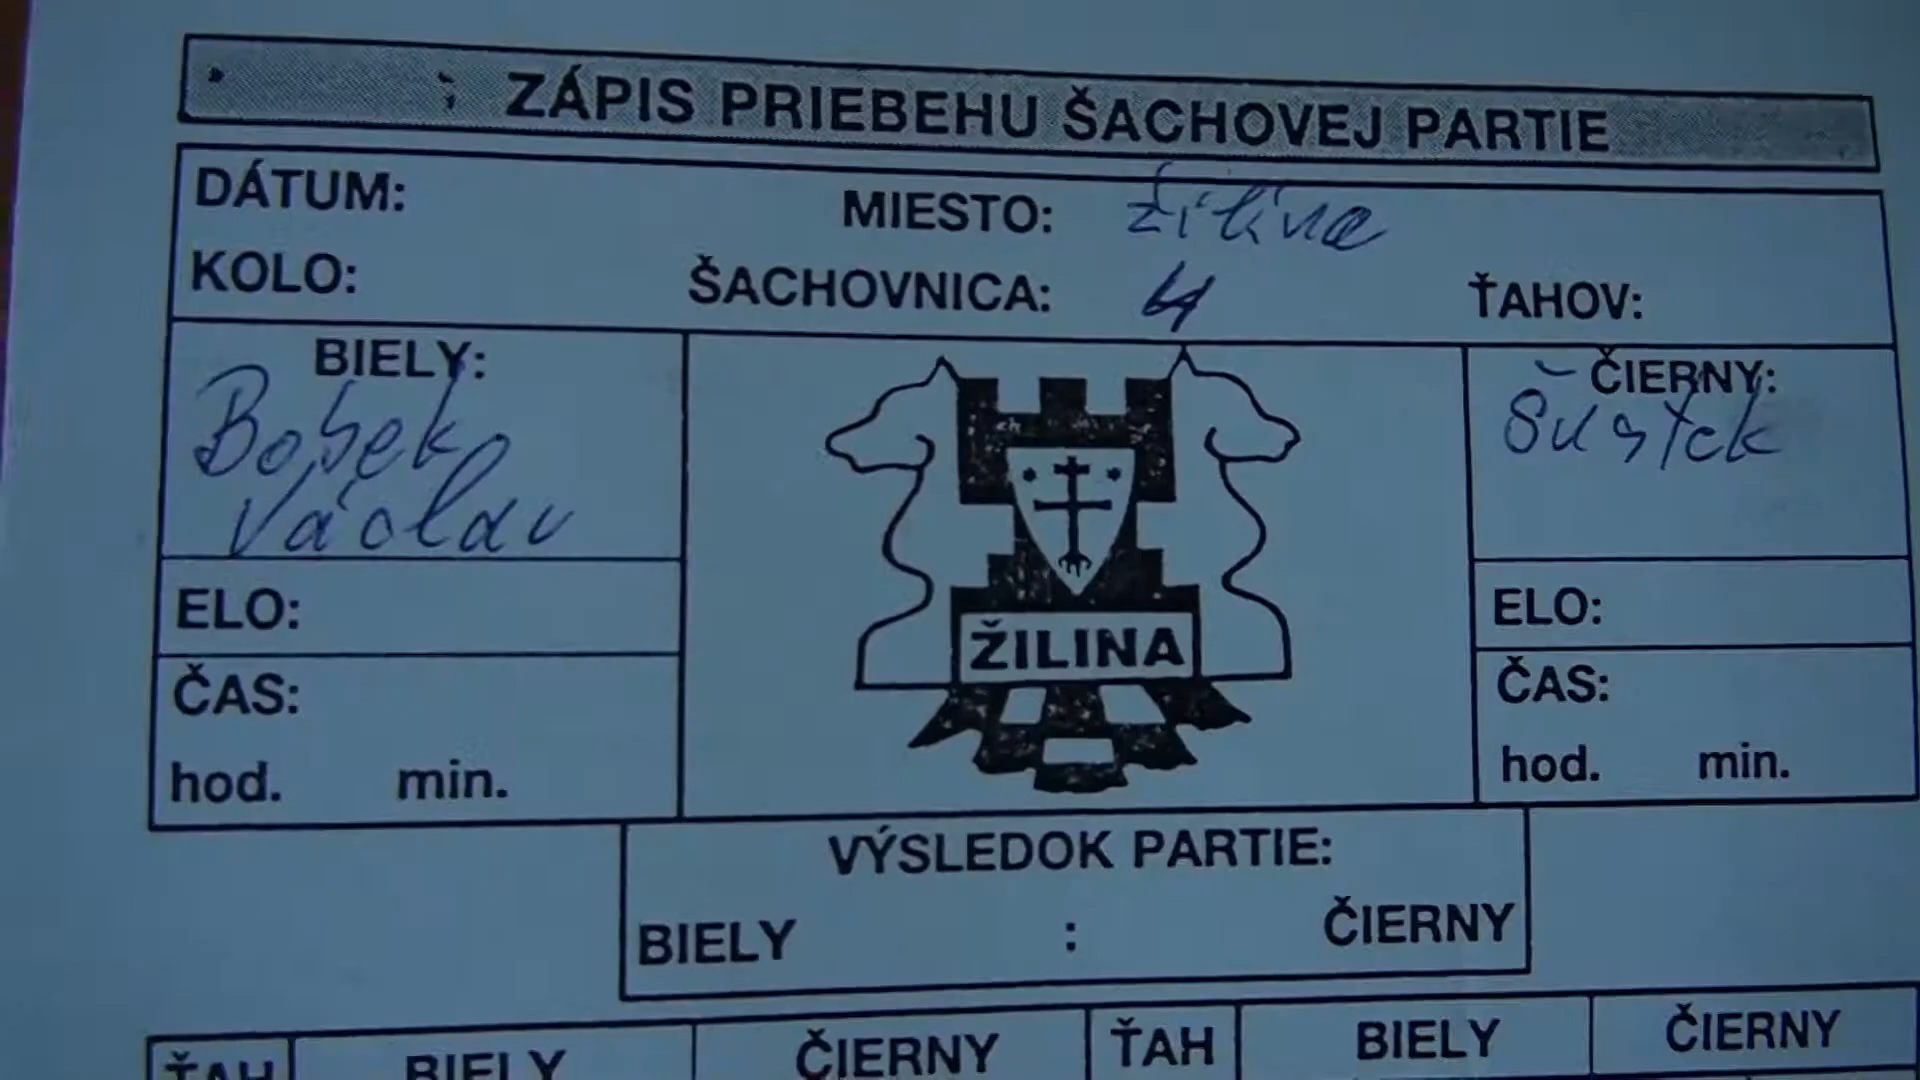 ZÁPIS PRIEBEHU ŠACHOVEJ PARTIE
DÁTUM: MIESTO: Žilina
KOLO: ŠACHOVNICA: 4 ŤAHOV:
BIELY:
Bobek
Václav
ČIERNY:
Šustek
ELO:
ELO:
ČAS:
hod. min.
ČAS:
hod. min.
ŽILINA
VÝSLEDOK PARTIE:
BIELY : ČIERNY
ŤAH BIELY ČIERNY ŤAH BIELY ČIERNY